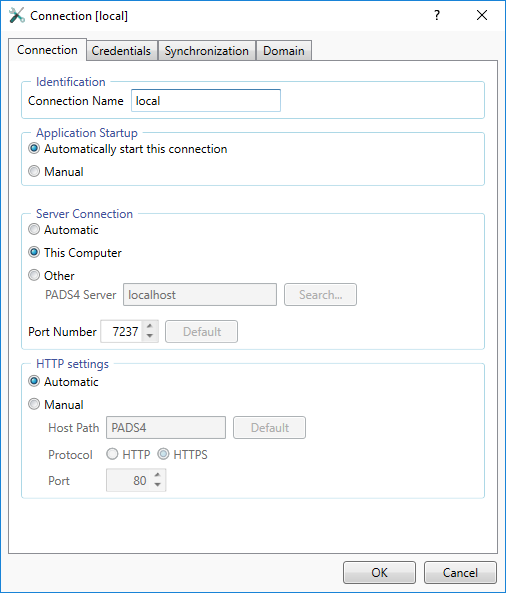 Connection [local]
?
Connection Credentials Synchronization Domain
Identification
Connection Name local
Application Startup
Automatically start this connection
Manual
Server Connection
Automatic
This Computer
Other
PADS4 Server localhost Search...
Port Number 7237 Default
HTTP settings
Automatic
Manual
Host Path PADS4 Default
Protocol HTTP HTTPS
Port 80
OK Cancel